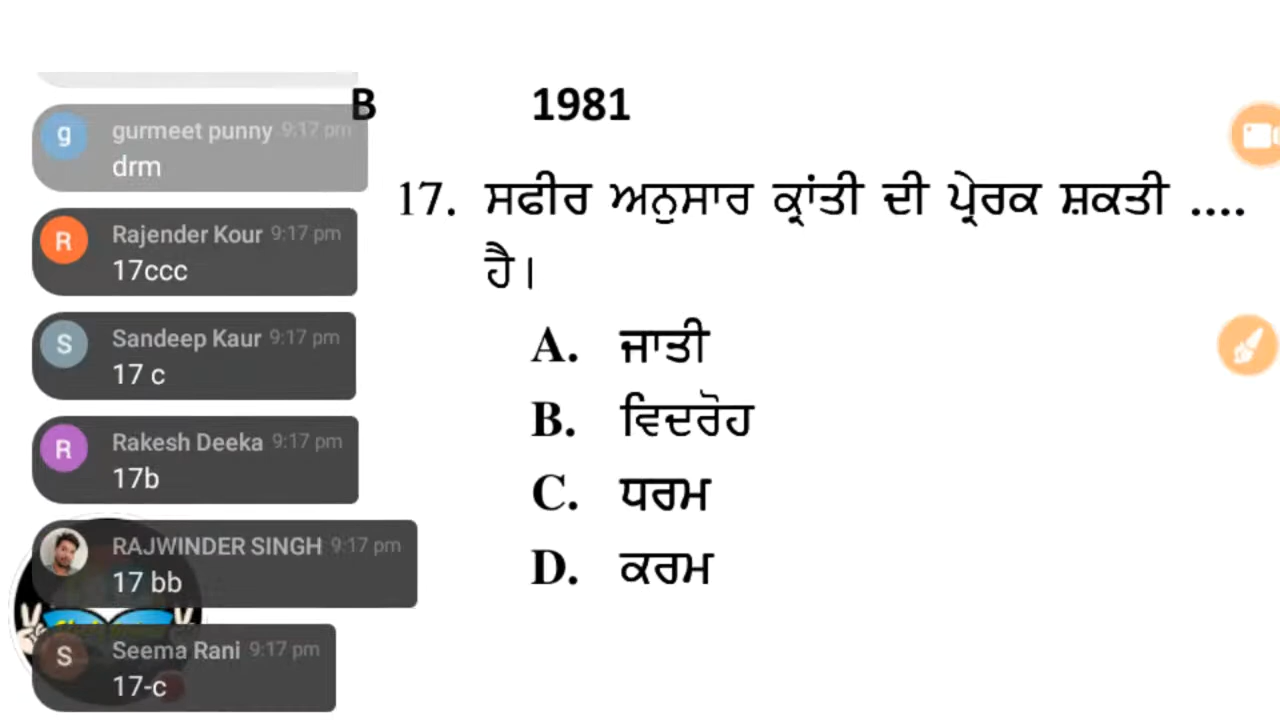 B 1981
gurmeet punny 9:17 pm
drm
Rajender Kour 9:17 pm
17ccc
Sandeep Kaur 9:17 pm
17 c
Rakesh Deeka 9:17 pm
17b
RAJWINDER SINGH 9:17 pm
17 bb
Seema Rani 9:17 pm
17-c
17. ਸਫੀਰ ਅਨੁਸਾਰ ਕ੍ਰਾਂਤੀ ਦੀ ਪ੍ਰੇਰਕ ਸ਼ਕਤੀ ....
ਹੈ।
A. ਜਾਤੀ
B. ਵਿਦਰੋਹ
C. ਧਰਮ
D. ਕਰਮ